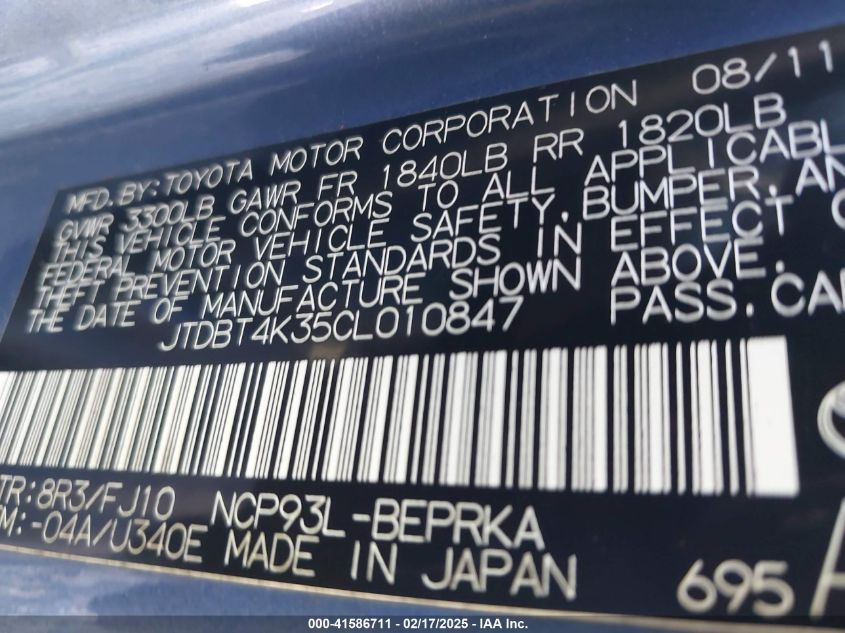 MFD.BY:TOYOTA MOTOR CORPORATION 08/11
GVWR 3300LB GAWR FR 1840LB RR 1820LB
THIS VEHICLE CONFORMS TO ALL APPLICABL
FEDERAL MOTOR VEHICLE SAFETY, BUMPER, AN
THEFT PREVENTION STANDARDS IN EFFECT O
THE DATE OF MANUFACTURE SHOWN ABOVE.
JTDBT4K35CL010847 PASS.CA
TR:8R3/FJ10 NCP93L-BEPRKA
M:-04A/U340E MADE IN JAPAN 695
000-41586711 - 02/17/2025 - IAA Inc.